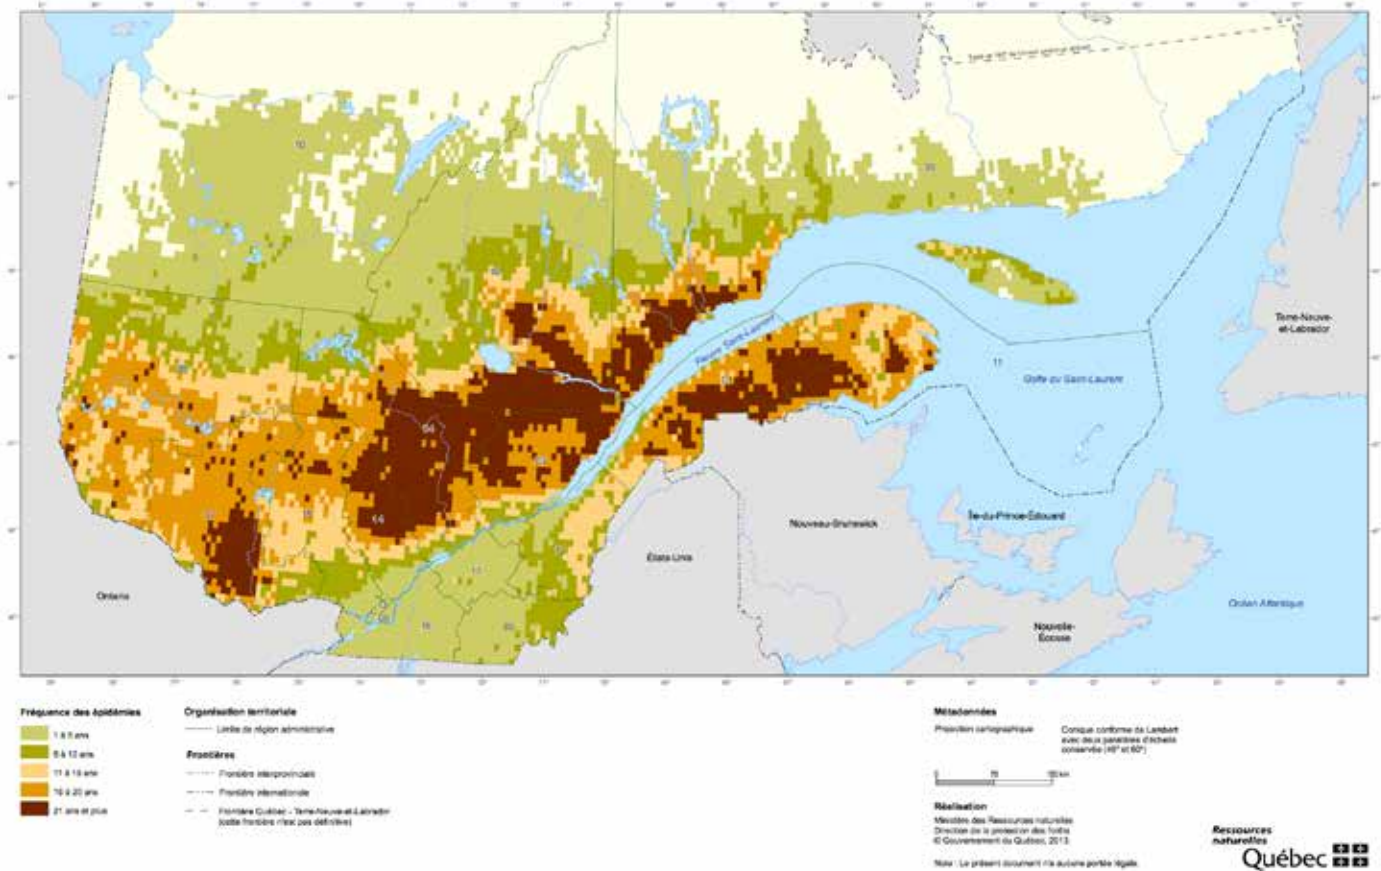 Fleuve Saint-Laurent
Golfe du Saint-Laurent
11
Terre-Neuve-
et-Labrador
Nouveau-Brunswick
Île-du-Prince-Édouard
États-Unis
Ontario
Nouvelle-
Écosse
Océan Atlantique
Fréquence des épidémies
1 à 5 ans
6 à 10 ans
11 à 15 ans
16 à 20 ans
21 ans et plus
Organisation territoriale
Limite de région administrative
Frontières
Frontière interprovinciale
Frontière internationale
Frontière Québec - Terre-Neuve-et-Labrador
(cette frontière n'est pas définitive)
Métadonnées
Projection cartographique
Conique conforme de Lambert
avec deux parallèles d'échelle
conservée (46° et 60°)
Réalisation
Ministère des Ressources naturelles
Direction de la protection des forêts
© Gouvernement du Québec, 2013
Note : Le présent document n'a aucune portée légale.
Ressources
naturelles
Québec